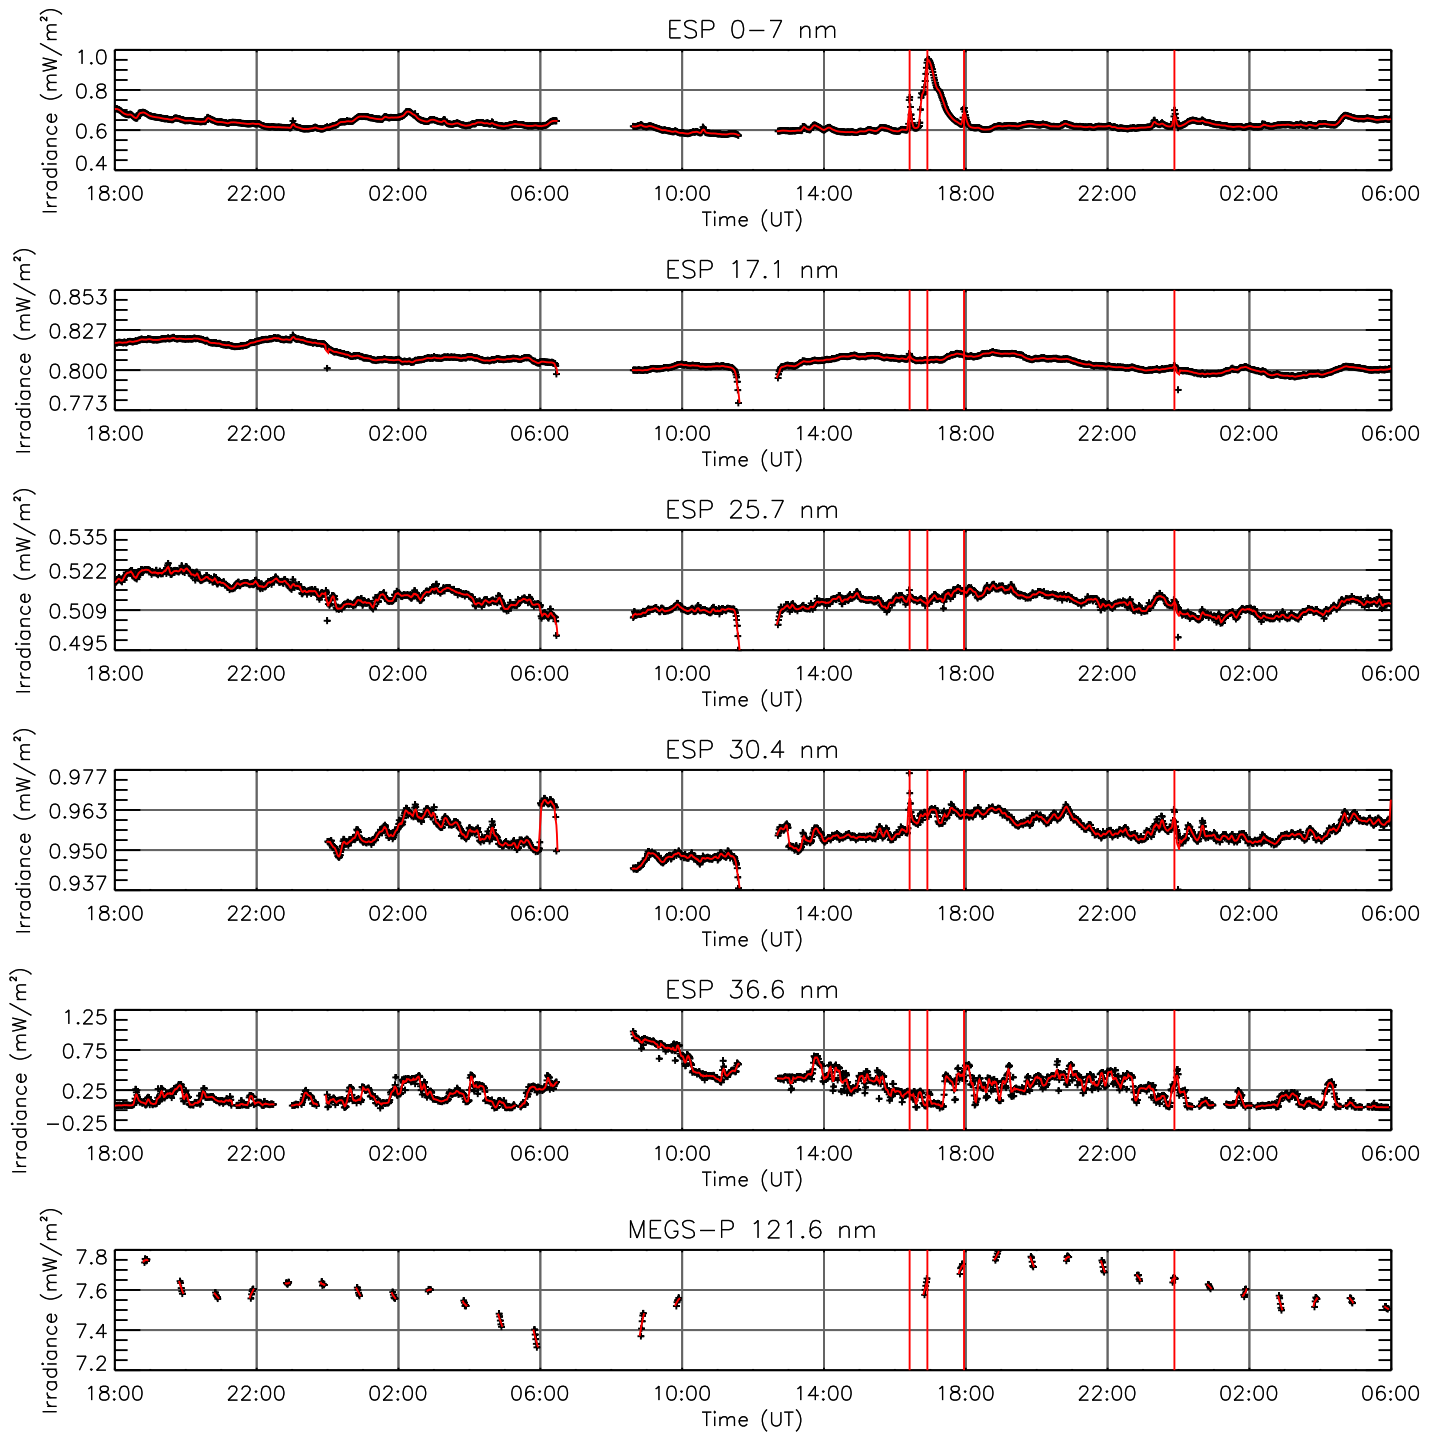 ESP 0-7 nm
Irradiance (mW/m²)
1.0
0.8
0.6
0.4
18:00 22:00 02:00 06:00 10:00 14:00 18:00 22:00 02:00 06:00
Time (UT)
ESP 17.1 nm
Irradiance (mW/m²)
0.853
0.827
0.800
0.773
18:00 22:00 02:00 06:00 10:00 14:00 18:00 22:00 02:00 06:00
Time (UT)
ESP 25.7 nm
Irradiance (mW/m²)
0.535
0.522
0.509
0.495
18:00 22:00 02:00 06:00 10:00 14:00 18:00 22:00 02:00 06:00
Time (UT)
ESP 30.4 nm
Irradiance (mW/m²)
0.977
0.963
0.950
0.937
18:00 22:00 02:00 06:00 10:00 14:00 18:00 22:00 02:00 06:00
Time (UT)
ESP 36.6 nm
Irradiance (mW/m²)
1.25
0.75
0.25
-0.25
18:00 22:00 02:00 06:00 10:00 14:00 18:00 22:00 02:00 06:00
Time (UT)
MEGS-P 121.6 nm
Irradiance (mW/m²)
7.8
7.6
7.4
7.2
18:00 22:00 02:00 06:00 10:00 14:00 18:00 22:00 02:00 06:00
Time (UT)